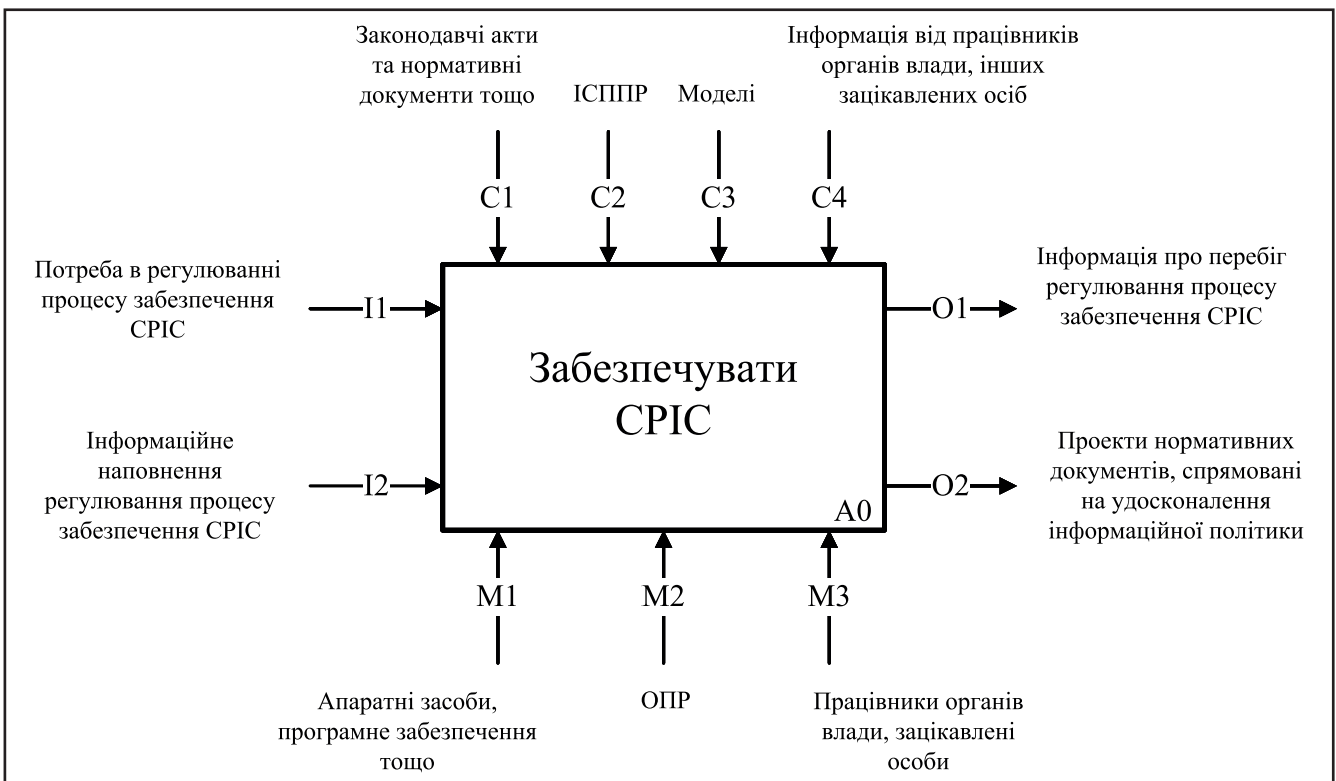 Законодавчі акти
та нормативні
документи тощо
ІСППР
Моделі
Інформація від працівників
органів влади, інших
зацікавлених осіб
C1
C2
C3
C4
Потреба в регулюванні
процесу забезпечення
СРІС
I1
Інформаційне
наповнення
регулювання процесу
забезпечення СРІС
I2
Забезпечувати
СРІС
A0
O1
Інформація про перебіг
регулювання процесу
забезпечення СРІС
O2
Проекти нормативних
документів, спрямовані
на удосконалення
інформаційної політики
M1
M2
M3
Апаратні засоби,
програмне забезпечення
тощо
ОПР
Працівники органів
влади, зацікавлені
особи